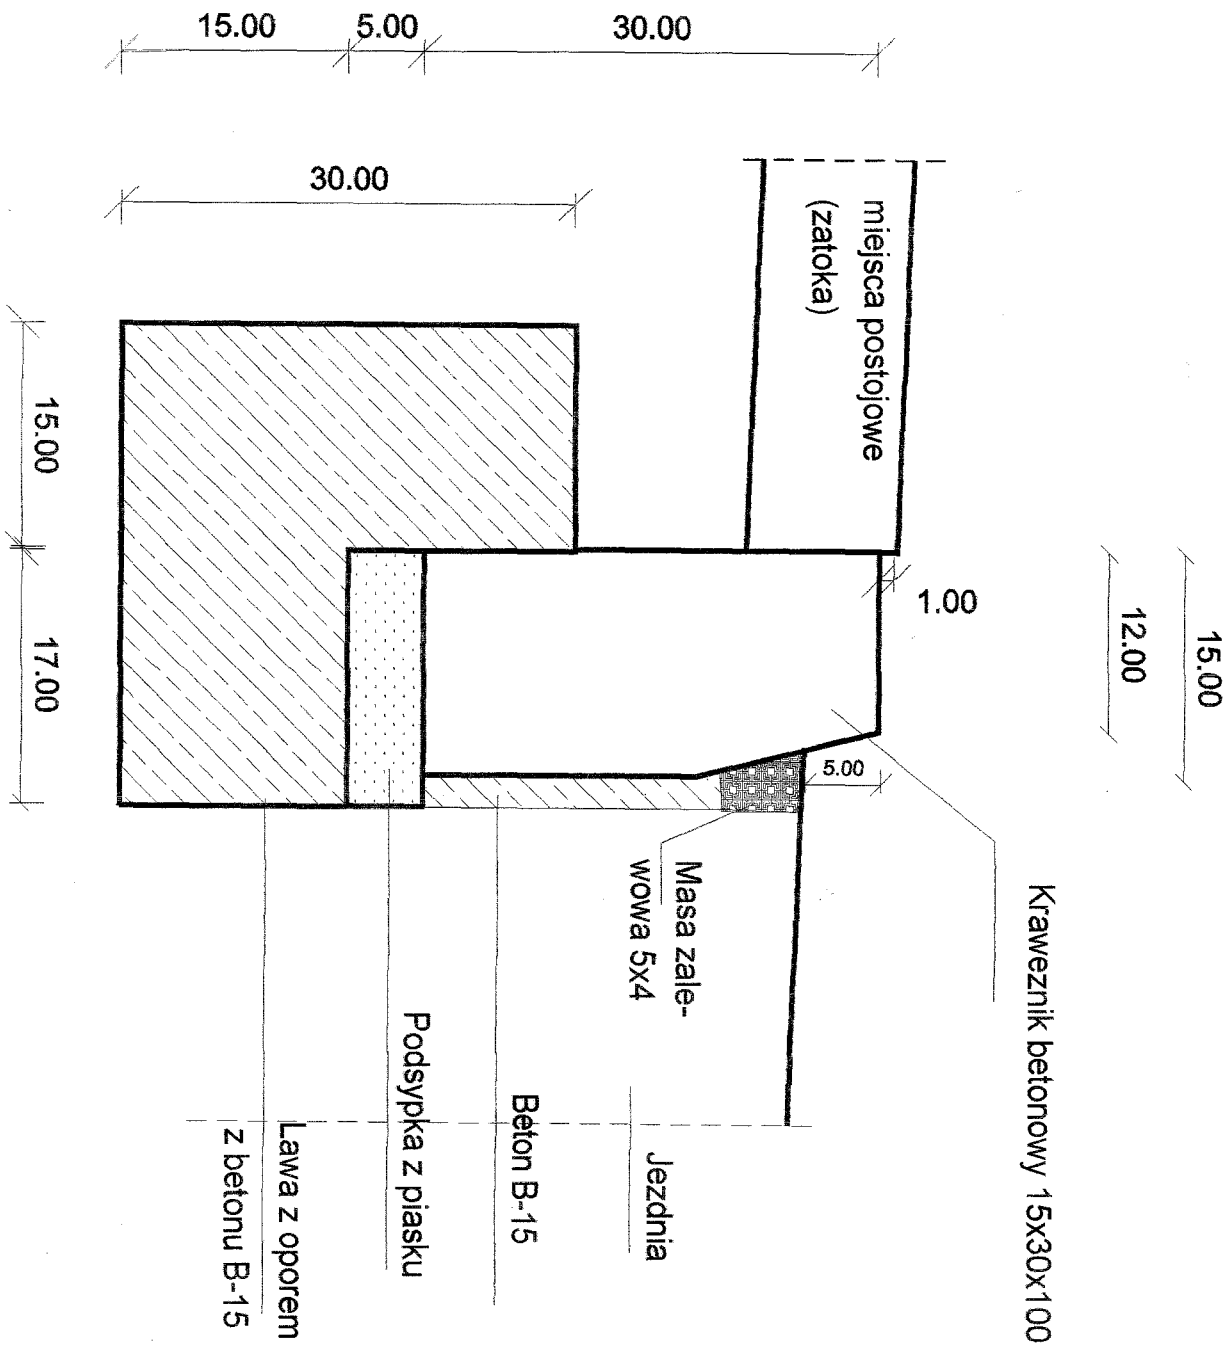 15.00
5.00
30.00
30.00
miejsca postojowe
(zatoka)
1.00
12.00
15.00
15.00
17.00
5.00
Kraweznik betonowy 15x30x100
Masa zale-
wowa 5x4
Jezdnia
Beton B-15
Podsypka z piasku
Lawa z oporem
z betonu B-15